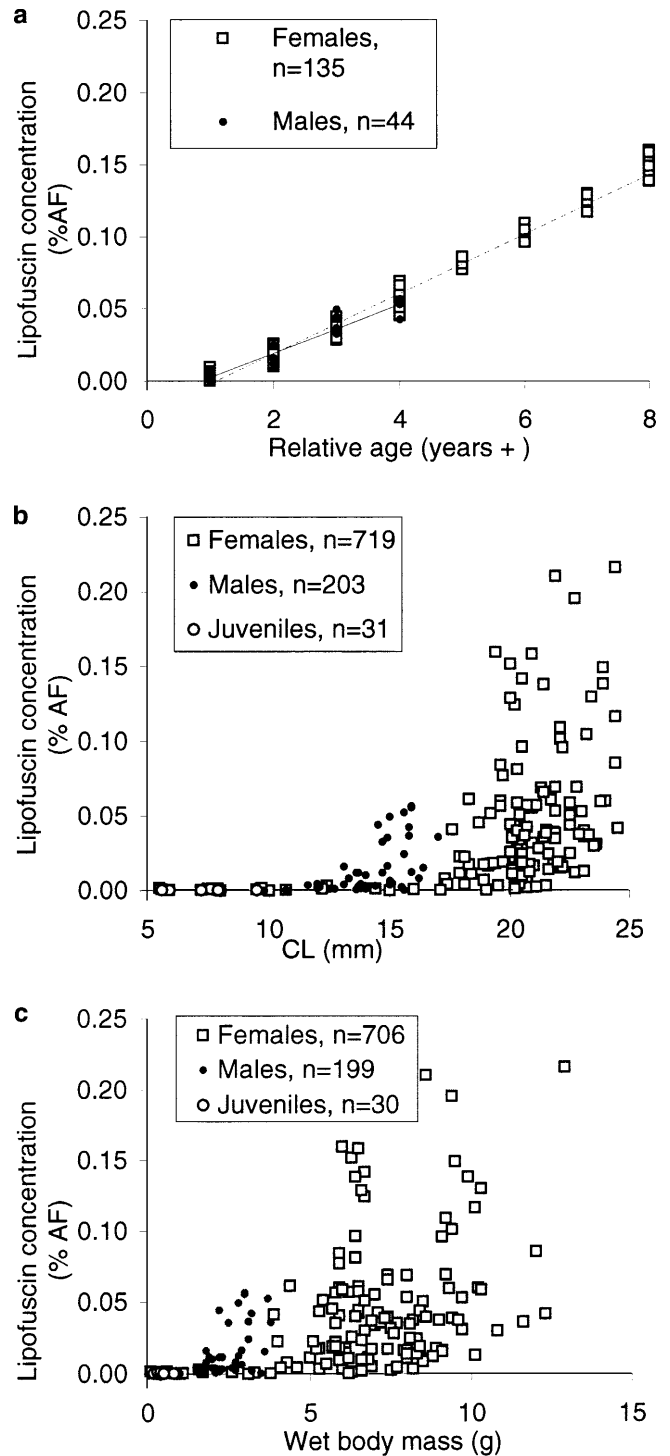 a
Lipofuscin concentration
(%AF)
0.25
0.20
0.15
0.10
0.05
0.00
Females,
n=135
Males, n=44
0 2 4 6 8
Relative age (years + )
b
Lipofuscin concentration
(% AF)
0.25
0.20
0.15
0.10
0.05
0.00
Females, n=719
Males, n=203
Juveniles, n=31
5 10 15 20 25
CL (mm)
c
Lipofuscin concentration
(% AF)
0.25
0.20
0.15
0.10
0.05
0.00
Females, n=706
Males, n=199
Juveniles, n=30
0 5 10 15
Wet body mass (g)